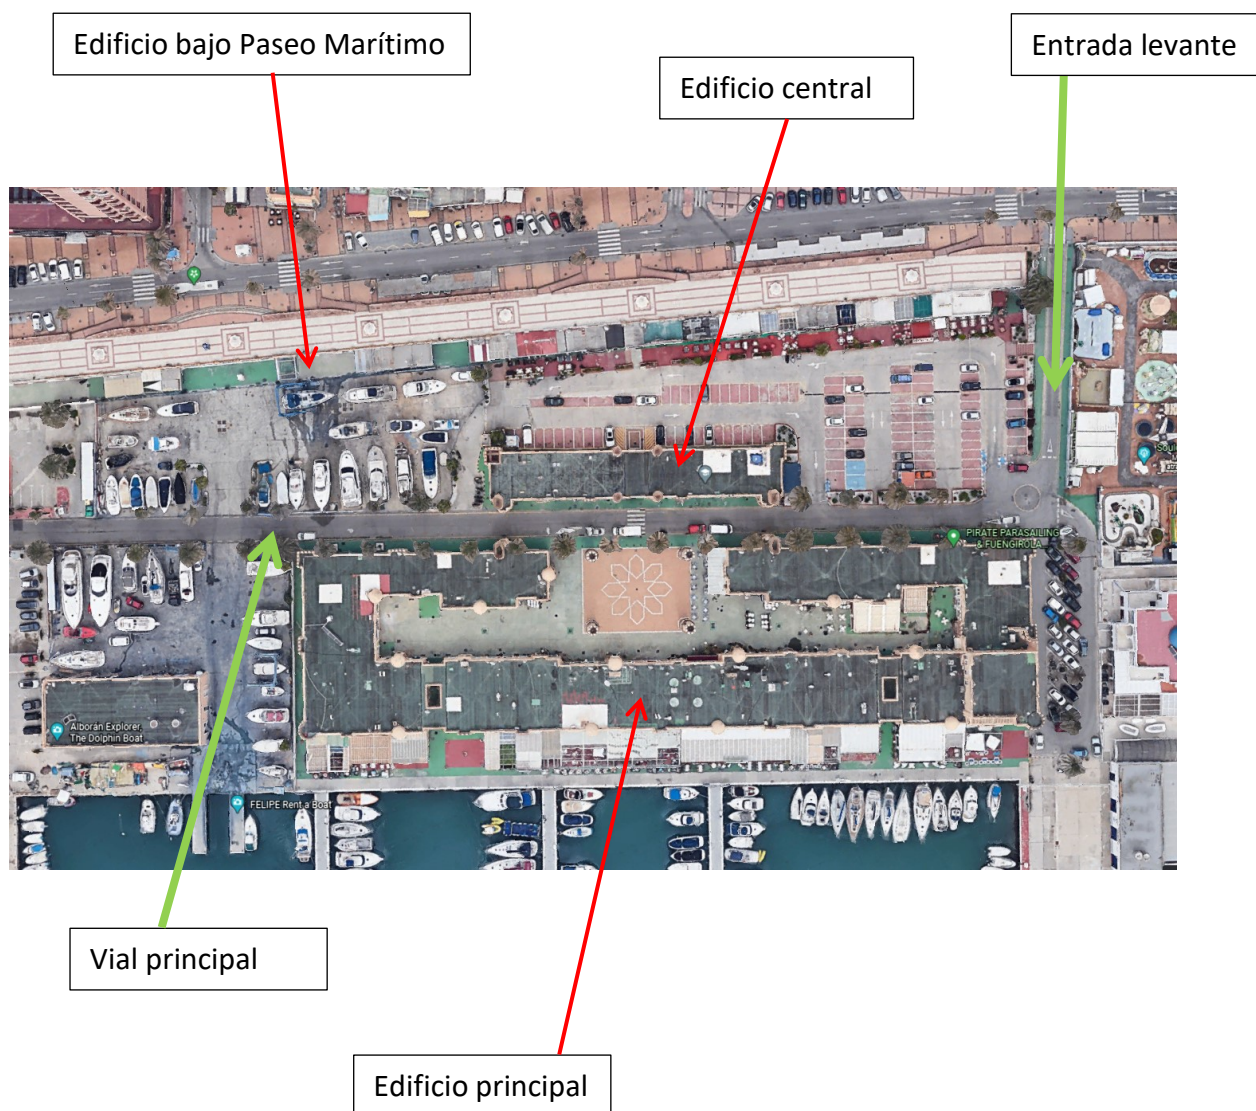 Edificio bajo Paseo Marítimo
Entrada levante
Edificio central
PIRATE PARASAILING
& FUENGIROLA
Alborán Explorer,
The Dolphin Boat
FELIPE Rent a Boat
Vial principal
Edificio principal